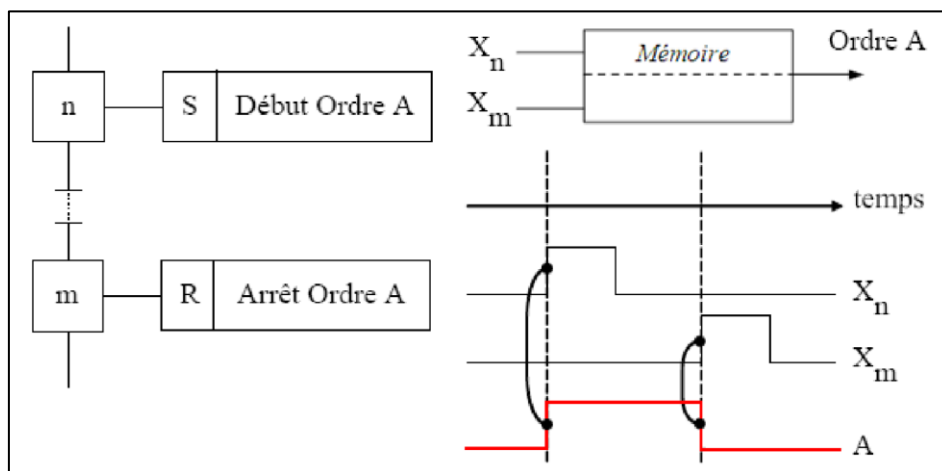 n S Début Ordre A
m R Arrêt Ordre A
Xn Mémoire Ordre A
Xm
temps
Xn
Xm
A